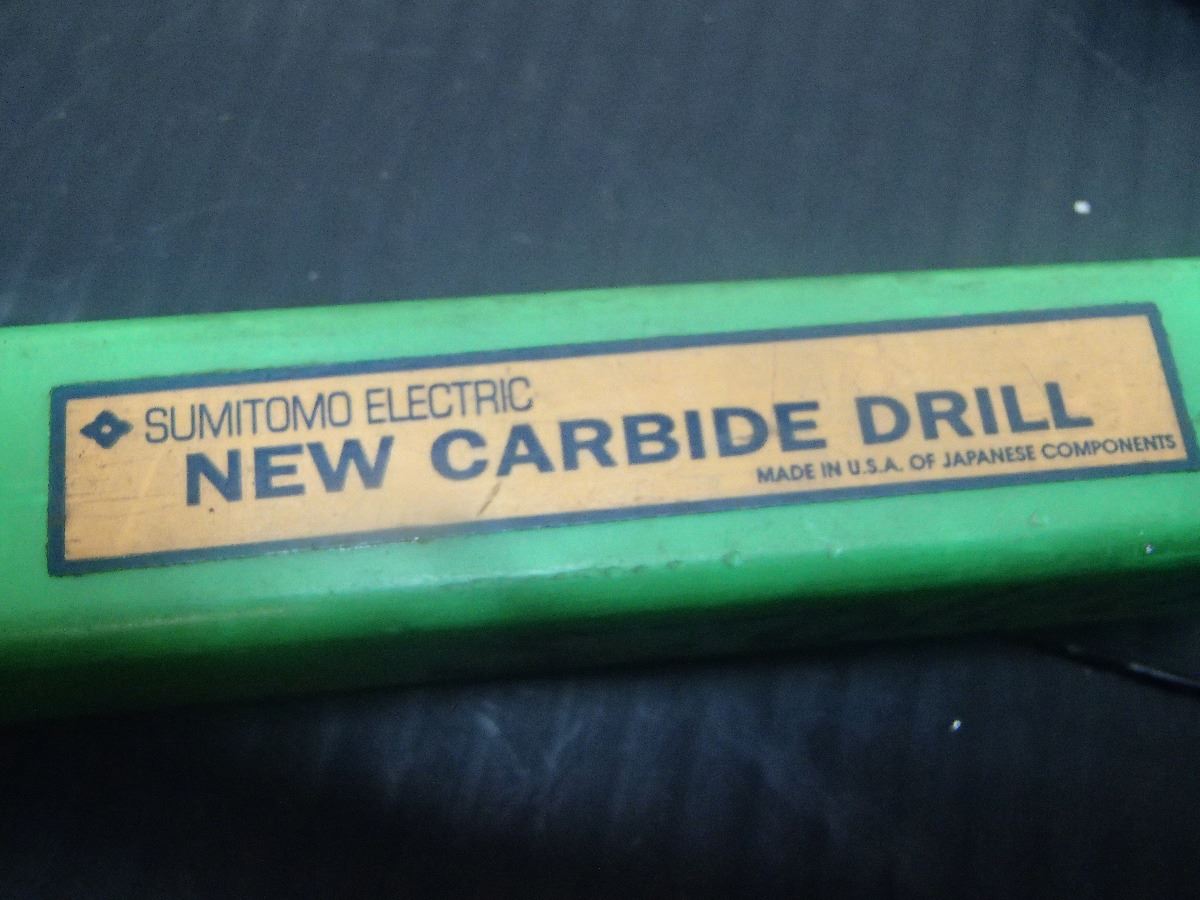 SUMITOMO ELECTRIC
NEW CARBIDE DRILL
MADE IN U.S.A. OF JAPANESE COMPONENTS